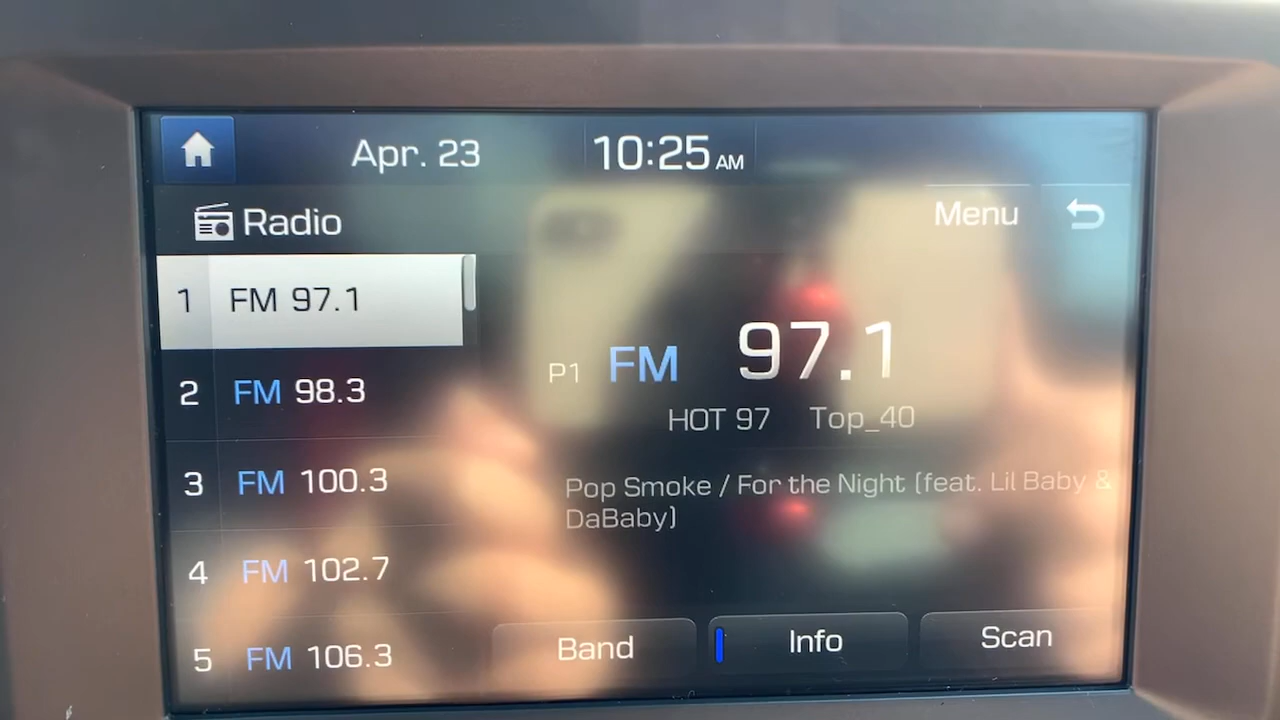 Apr. 23 10:25 AM
Radio Menu
1 FM 97.1
2 FM 98.3
3 FM 100.3
4 FM 102.7
5 FM 106.3
P1 FM 97.1
HOT 97 Top_40
Pop Smoke / For the Night (feat. Lil Baby &
DaBaby)
Band Info Scan